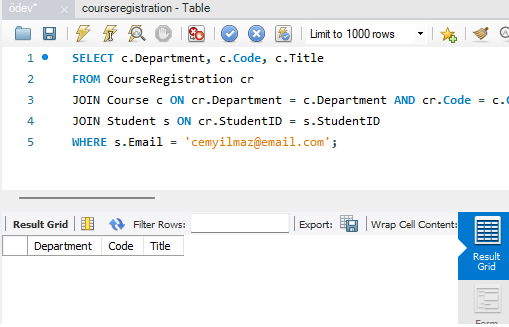 ödev*
courseregistration - Table
Limit to 1000 rows
1 SELECT c.Department, c.Code, c.Title
2 FROM CourseRegistration cr
3 JOIN Course c ON cr.Department = c.Department AND cr.Code = c.
4 JOIN Student s ON cr.StudentID = s.StudentID
5 WHERE s.Email = 'cemyilmaz@email.com';
Result Grid
Filter Rows:
Export:
Wrap Cell Content:
Department Code Title
Result
Grid
Form